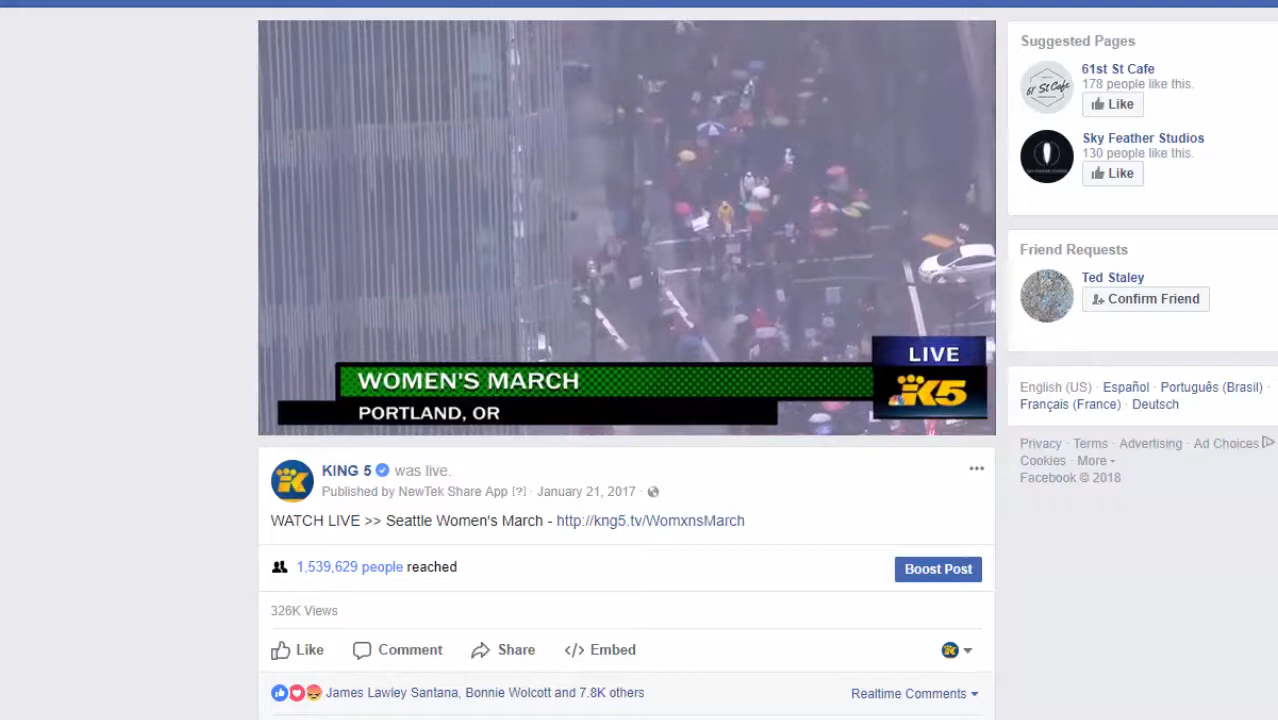 WOMEN'S MARCH
PORTLAND, OR
LIVE
K5
KING 5 was live.
Published by NewTek Share App [?] · January 21, 2017 ·
WATCH LIVE >> Seattle Women's March - http://kng5.tv/WomxnsMarch
1,539,629 people reached
Boost Post
326K Views
Like
Comment
Share
</> Embed
James Lawley Santana, Bonnie Wolcott and 7.8K others
Realtime Comments
Suggested Pages
61 St Cafe
61st St Cafe
178 people like this.
Like
Sky Feather Studios
130 people like this.
Like
Friend Requests
Ted Staley
Confirm Friend
English (US) · Español · Português (Brasil) ·
Français (France) · Deutsch
Privacy · Terms · Advertising · Ad Choices
Cookies · More
Facebook © 2018